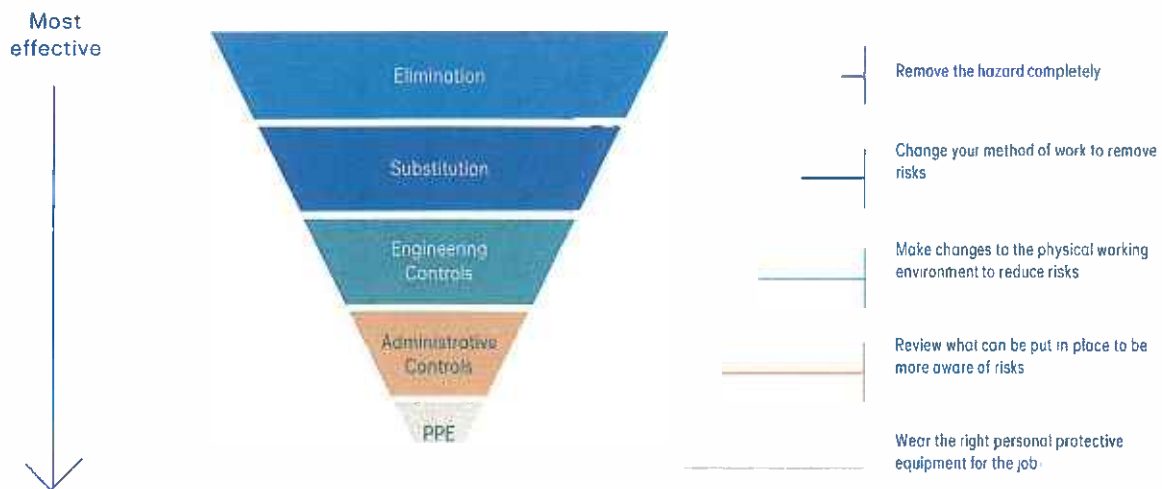 Most
effective
Elimination
Remove the hazard completely
Substitution
Change your method of work to remove
risks
Engineering
Controls
Make changes to the physical working
environment to reduce risks
Administrative
Controls
Review what can be put in place to be
more aware of risks
PPE
Wear the right personal protective
equipment for the job